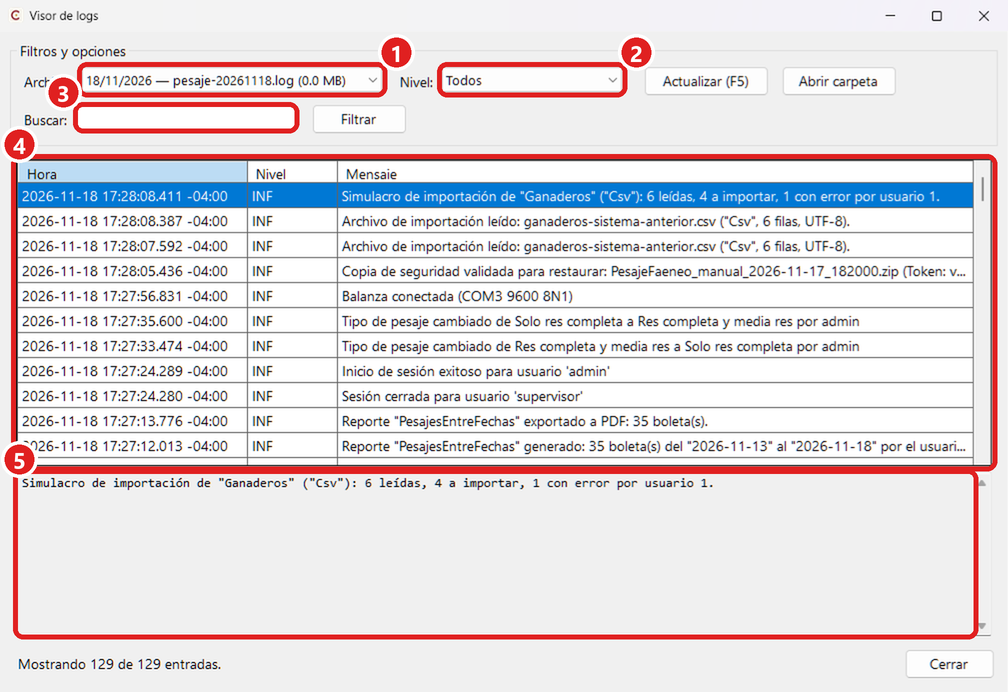 Visor de logs
Filtros y opciones
1
2
18/11/2026 — pesaje-20261118.log (0.0 MB)
Nivel:
Todos
Actualizar (F5)
Abrir carpeta
3
Buscar:
Filtrar
4
Hora Nivel Mensaje
2026-11-18 17:28:08.411 -04:00 INF Simulacro de importación de "Ganaderos" ("Csv"): 6 leídas, 4 a importar, 1 con error por usuario 1.
2026-11-18 17:28:08.387 -04:00 INF Archivo de importación leído: ganaderos-sistema-anterior.csv ("Csv", 6 filas, UTF-8).
2026-11-18 17:28:07.592 -04:00 INF Archivo de importación leído: ganaderos-sistema-anterior.csv ("Csv", 6 filas, UTF-8).
2026-11-18 17:28:05.436 -04:00 INF Copia de seguridad validada para restaurar: PesajeFaeneo_manual_2026-11-17_182000.zip (Token: v...
2026-11-18 17:27:56.831 -04:00 INF Balanza conectada (COM3 9600 8N1)
2026-11-18 17:27:35.600 -04:00 INF Tipo de pesaje cambiado de Solo res completa a Res completa y media res por admin
2026-11-18 17:27:33.474 -04:00 INF Tipo de pesaje cambiado de Res completa y media res a Solo res completa por admin
2026-11-18 17:27:24.289 -04:00 INF Inicio de sesión exitoso para usuario 'admin'
2026-11-18 17:27:24.280 -04:00 INF Sesión cerrada para usuario 'supervisor'
2026-11-18 17:27:13.776 -04:00 INF Reporte "PesajesEntreFechas" exportado a PDF: 35 boleta(s).
2026-11-18 17:27:12.013 -04:00 INF Reporte "PesajesEntreFechas" generado: 35 boleta(s) del "2026-11-13" al "2026-11-18" por el usuari...
5
Simulacro de importación de "Ganaderos" ("Csv"): 6 leídas, 4 a importar, 1 con error por usuario 1.
Mostrando 129 de 129 entradas.
Cerrar